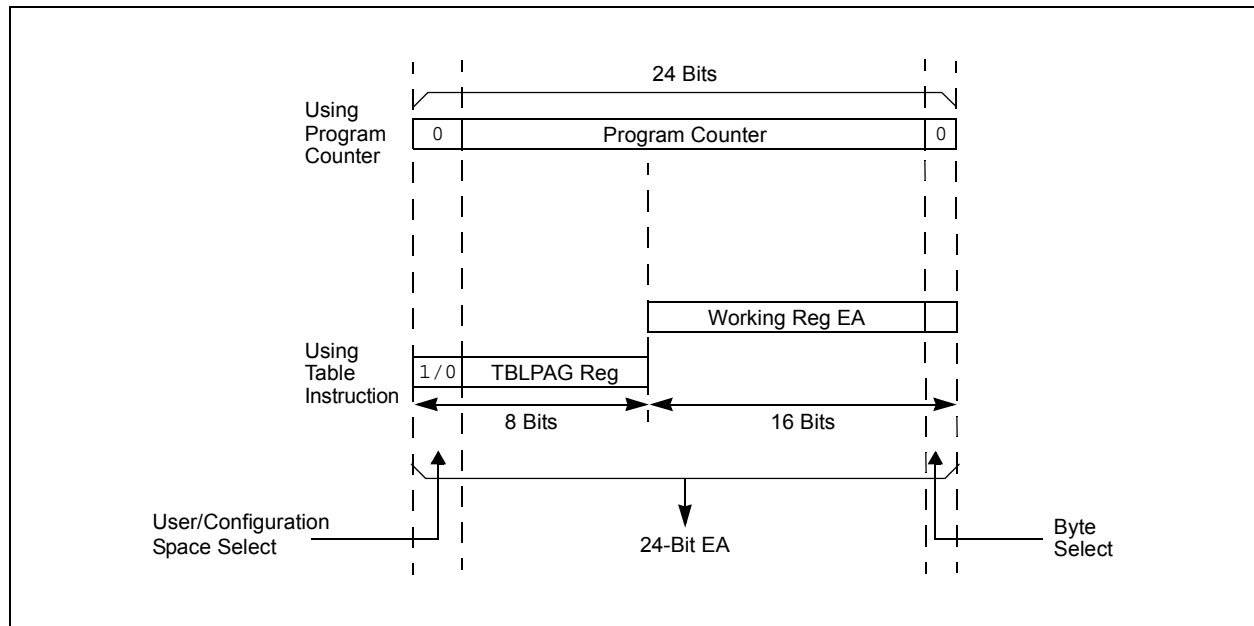 24 Bits
Using
Program
Counter
0
Program Counter
0
Working Reg EA
Using
Table
Instruction
1/0
TBLPAG Reg
8 Bits
16 Bits
User/Configuration
Space Select
24-Bit EA
Byte
Select